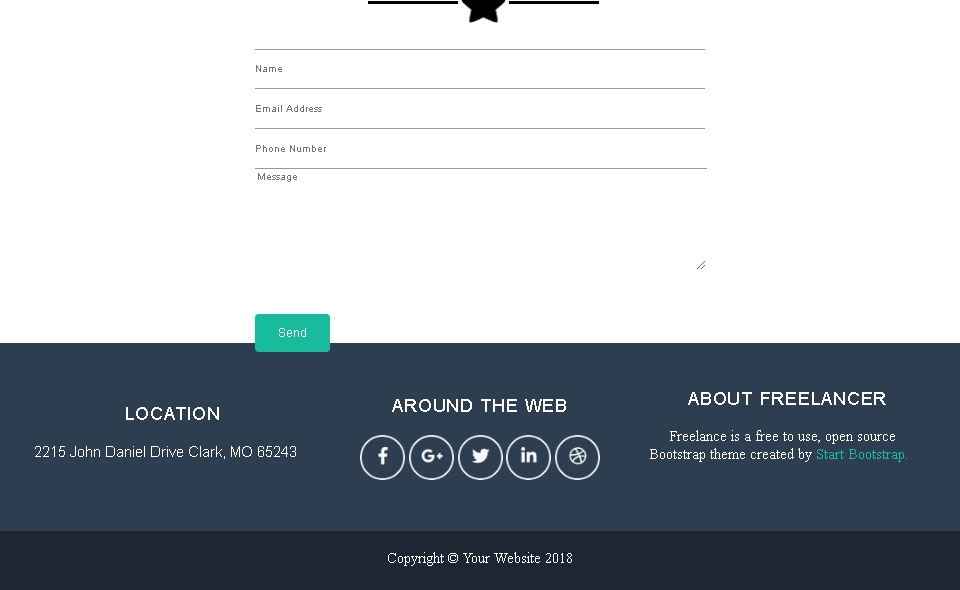 Name
Email Address
Phone Number
Message
Send
LOCATION
2215 John Daniel Drive Clark, MO 65243
AROUND THE WEB
f
G+
in
ABOUT FREELANCER
Freelance is a free to use, open source
Bootstrap theme created by Start Bootstrap.
Copyright © Your Website 2018